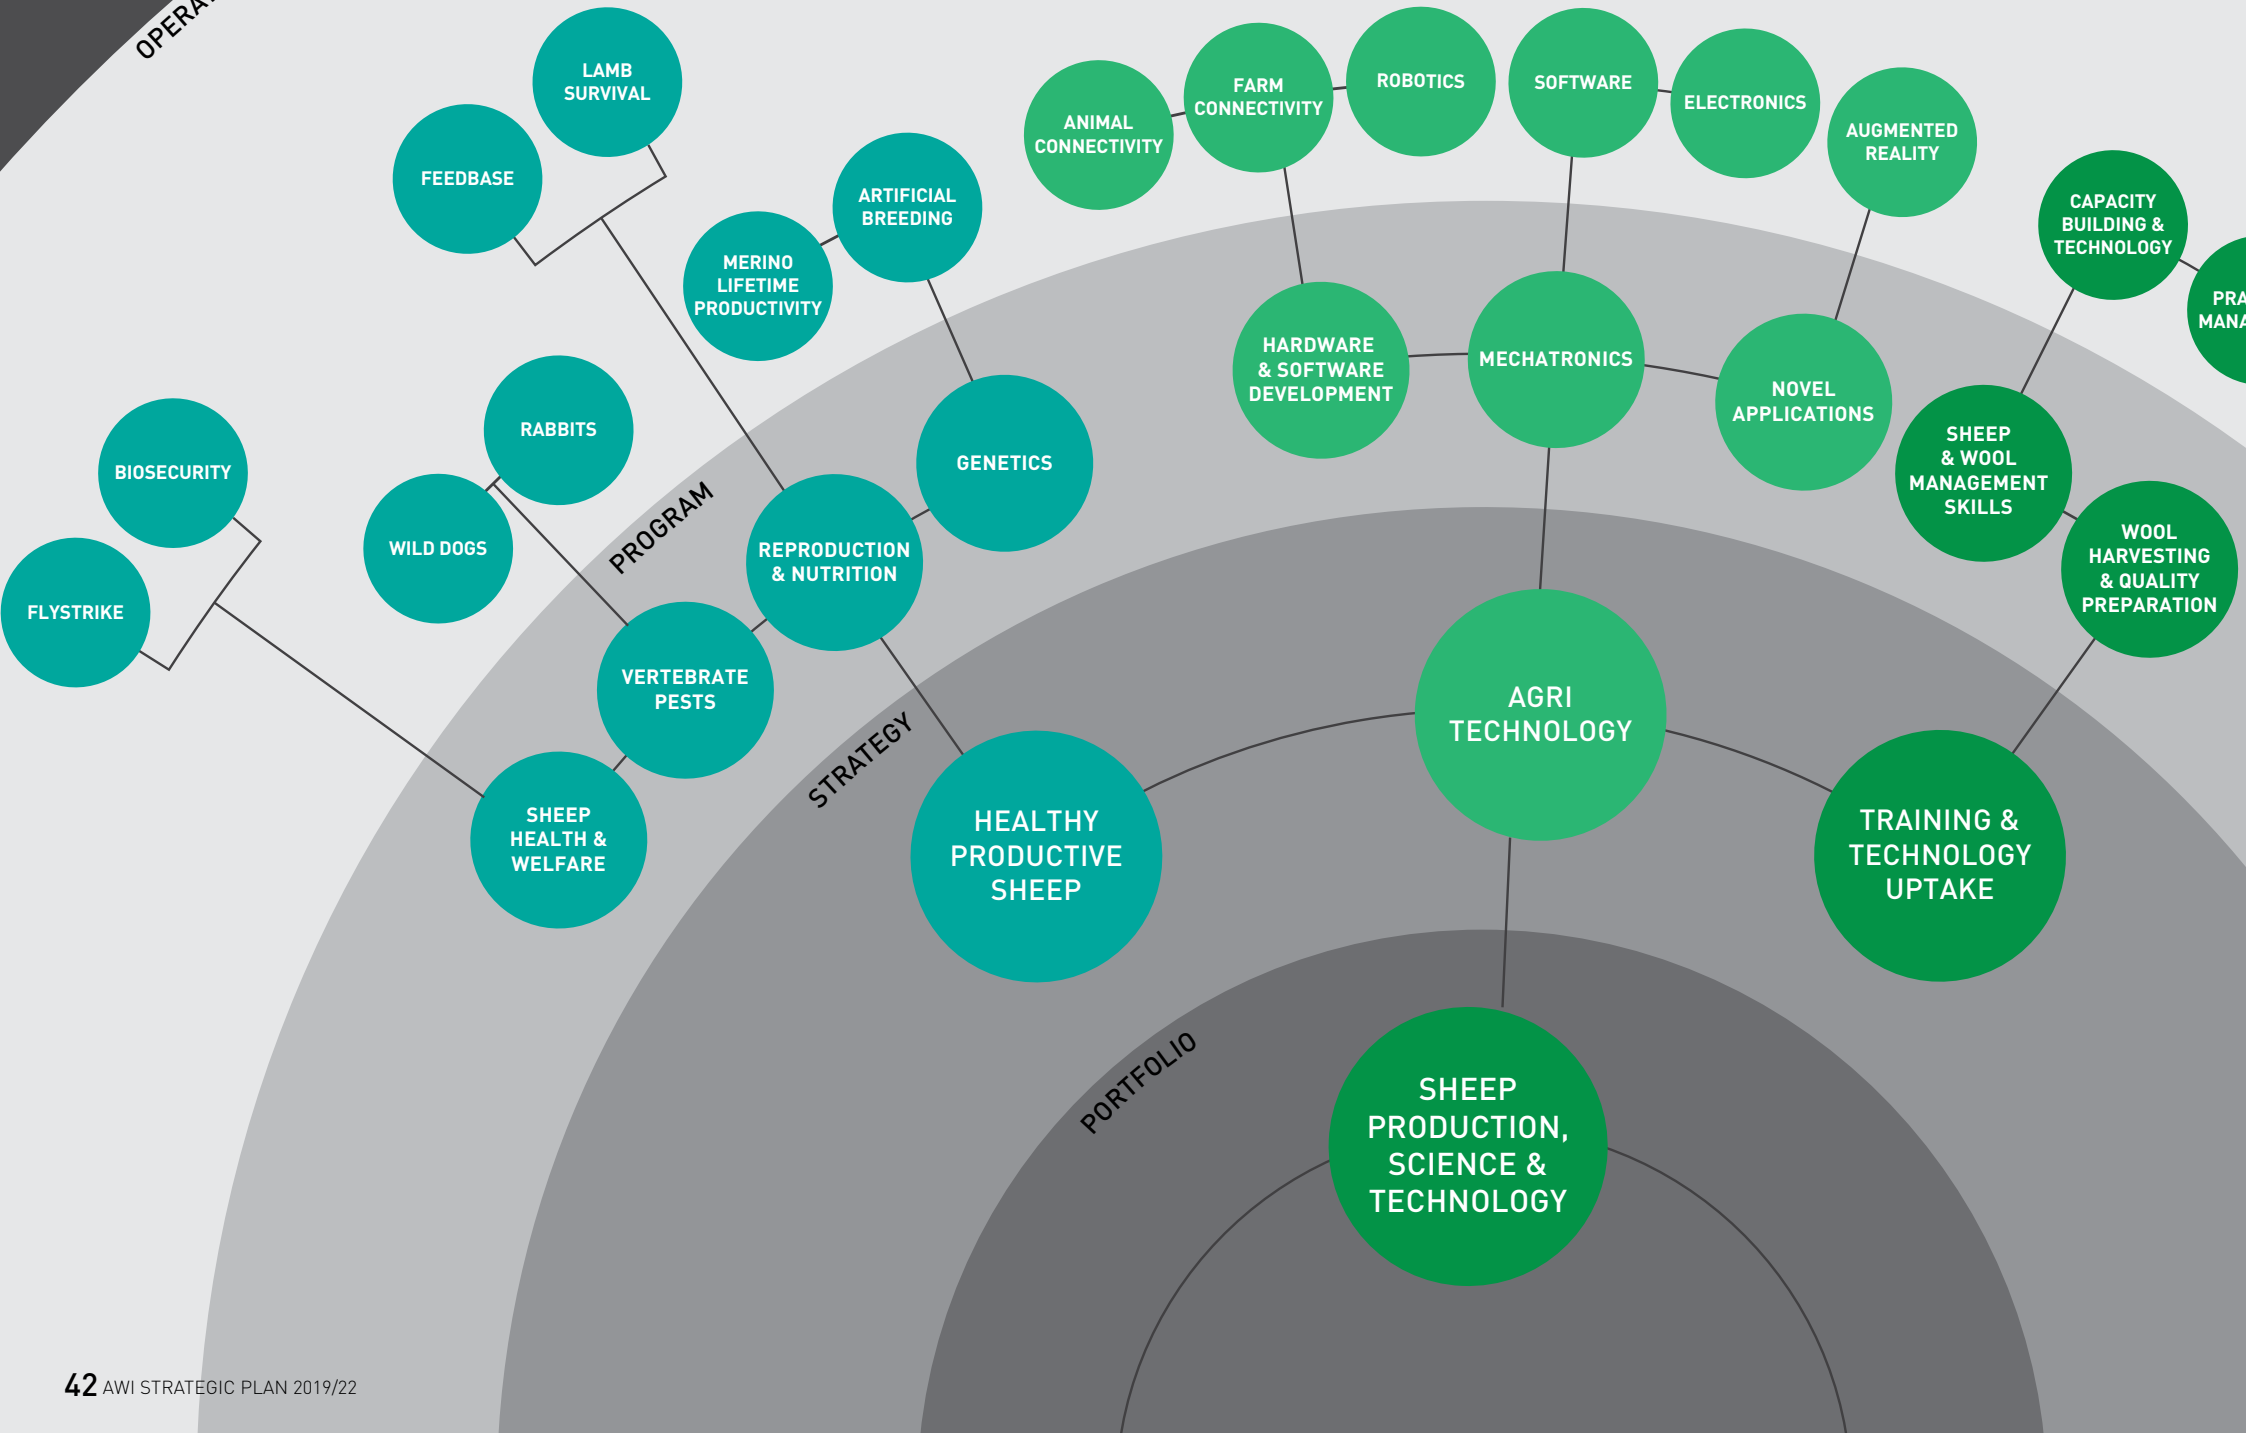 LAMB
SURVIVAL
FEEDBASE
ARTIFICIAL
BREEDING
MERINO
LIFETIME
PRODUCTIVITY
RABBITS
WILD DOGS
BIOSECURITY
FLYSTRIKE
ANIMAL
CONNECTIVITY
FARM
CONNECTIVITY
ROBOTICS
SOFTWARE
ELECTRONICS
AUGMENTED
REALITY
CAPACITY
BUILDING &
TECHNOLOGY
PROGRAM
GENETICS
REPRODUCTION
& NUTRITION
VERTEBRATE
PESTS
SHEEP
HEALTH &
WELFARE
HARDWARE
& SOFTWARE
DEVELOPMENT
MECHATRONICS
NOVEL
APPLICATIONS
SHEEP
& WOOL
MANAGEMENT
SKILLS
WOOL
HARVESTING
& QUALITY
PREPARATION
STRATEGY
HEALTHY
PRODUCTIVE
SHEEP
AGRI
TECHNOLOGY
TRAINING &
TECHNOLOGY
UPTAKE
PORTFOLIO
SHEEP
PRODUCTION,
SCIENCE &
TECHNOLOGY
42 AWI STRATEGIC PLAN 2019/22